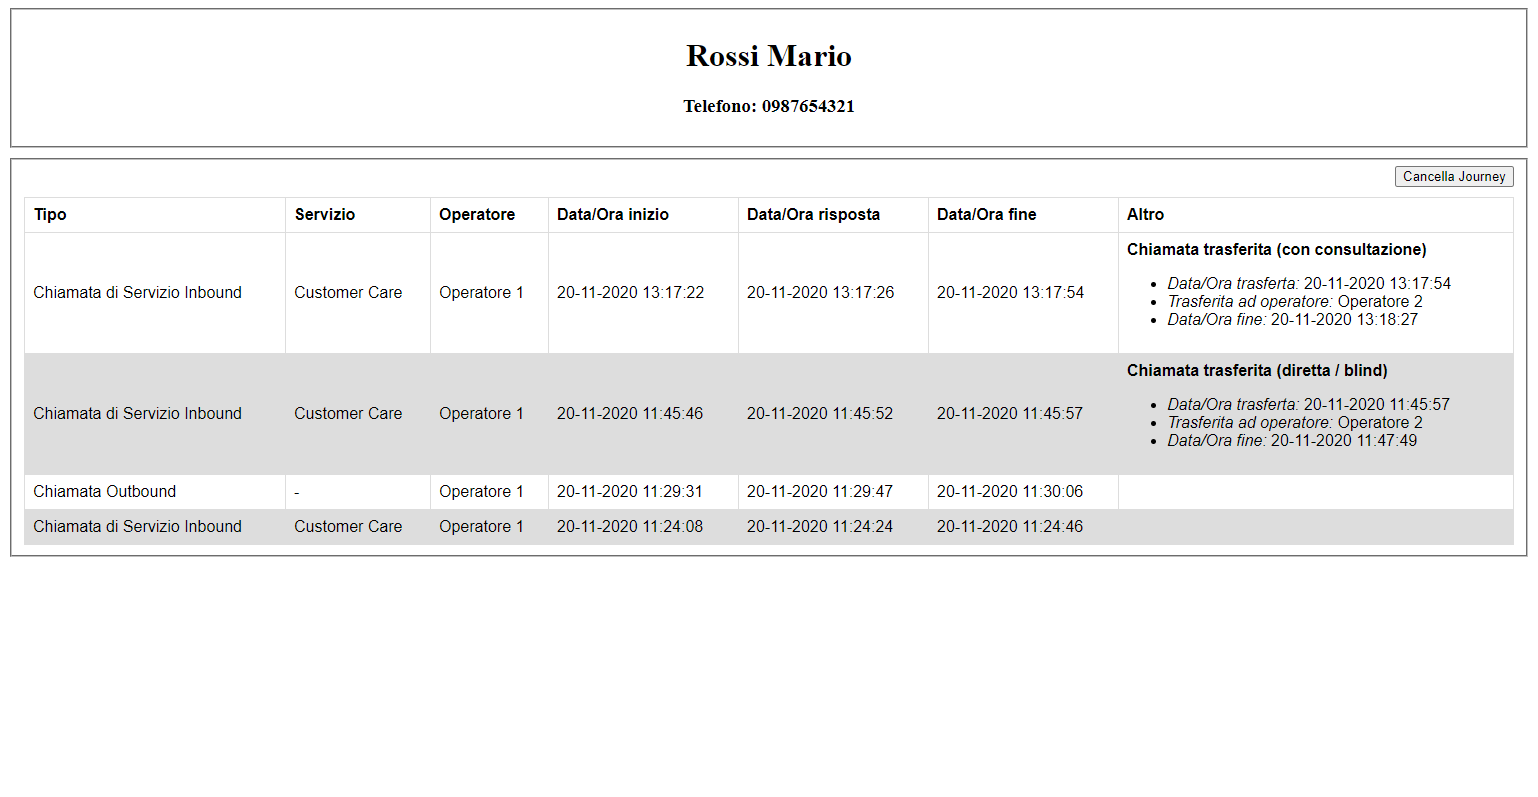 Rossi Mario
Telefono: 0987654321
Cancella Journey
Tipo Servizio Operatore Data/Ora inizio Data/Ora risposta Data/Ora fine Altro
Chiamata di Servizio Inbound Customer Care Operatore 1 20-11-2020 13:17:22 20-11-2020 13:17:26 20-11-2020 13:17:54 Chiamata trasferita (con consultazione)
• Data/Ora trasferta: 20-11-2020 13:17:54
• Trasferita ad operatore: Operatore 2
• Data/Ora fine: 20-11-2020 13:18:27
Chiamata di Servizio Inbound Customer Care Operatore 1 20-11-2020 11:45:46 20-11-2020 11:45:52 20-11-2020 11:45:57 Chiamata trasferita (diretta / blind)
• Data/Ora trasferta: 20-11-2020 11:45:57
• Trasferita ad operatore: Operatore 2
• Data/Ora fine: 20-11-2020 11:47:49
Chiamata Outbound - Operatore 1 20-11-2020 11:29:31 20-11-2020 11:29:47 20-11-2020 11:30:06
Chiamata di Servizio Inbound Customer Care Operatore 1 20-11-2020 11:24:08 20-11-2020 11:24:24 20-11-2020 11:24:46